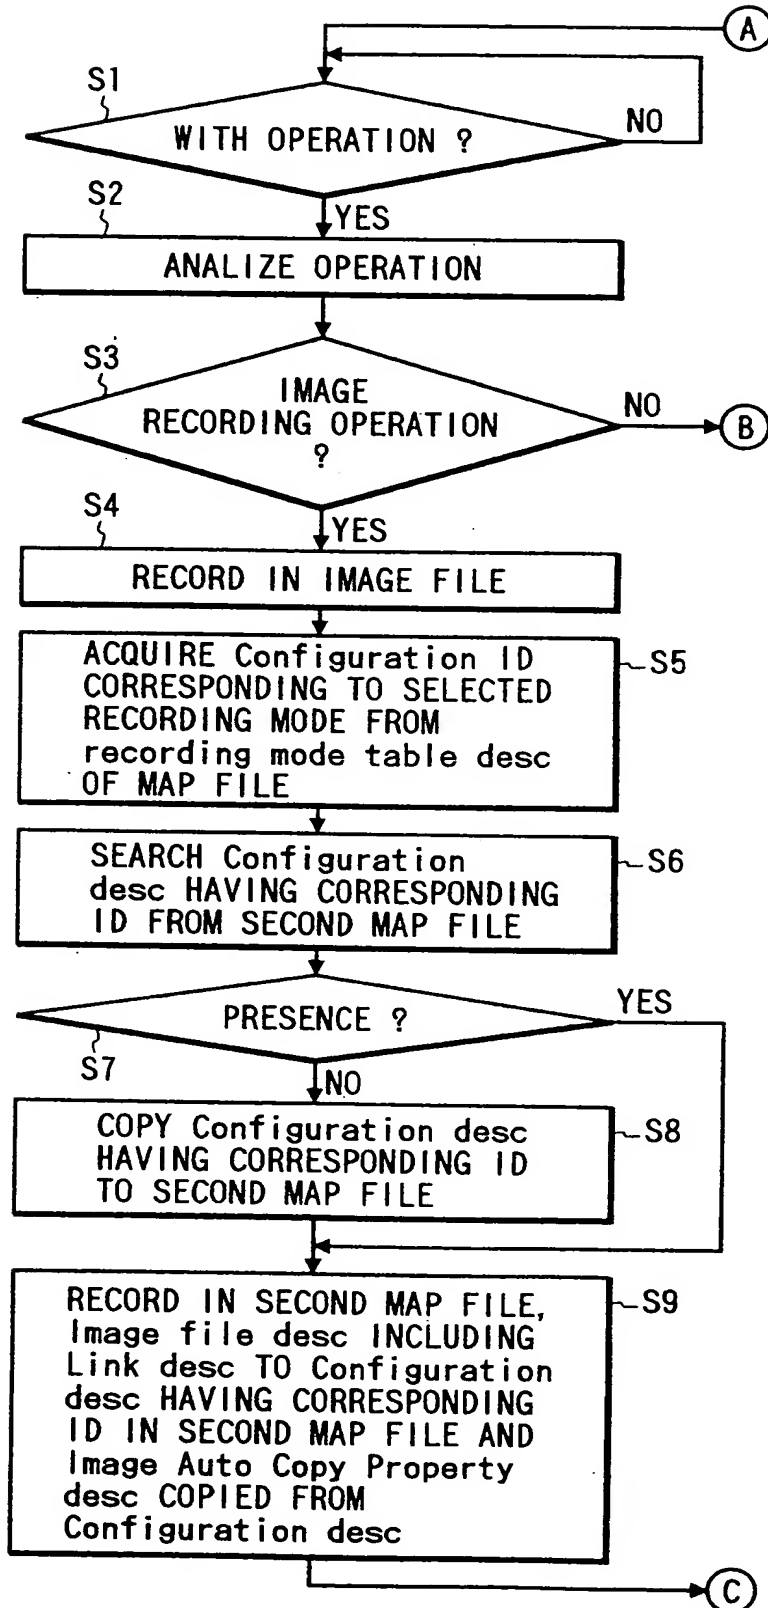 A
S1
WITH OPERATION ?
NO
YES
S2
ANALIZE OPERATION
S3
IMAGE
RECORDING OPERATION
?
NO
B
YES
S4
RECORD IN IMAGE FILE
ACQUIRE Configuration ID
CORRESPONDING TO SELECTED
RECORDING MODE FROM
recording mode table desc
OF MAP FILE
S5
SEARCH Configuration
desc HAVING CORRESPONDING
ID FROM SECOND MAP FILE
S6
PRESENCE ?
YES
S7
NO
COPY Configuration desc
HAVING CORRESPONDING ID
TO SECOND MAP FILE
S8
RECORD IN SECOND MAP FILE,
Image file desc INCLUDING
Link desc TO Configuration
desc HAVING CORRESPONDING
ID IN SECOND MAP FILE AND
Image Auto Copy Property
desc COPIED FROM
Configuration desc
S9
C